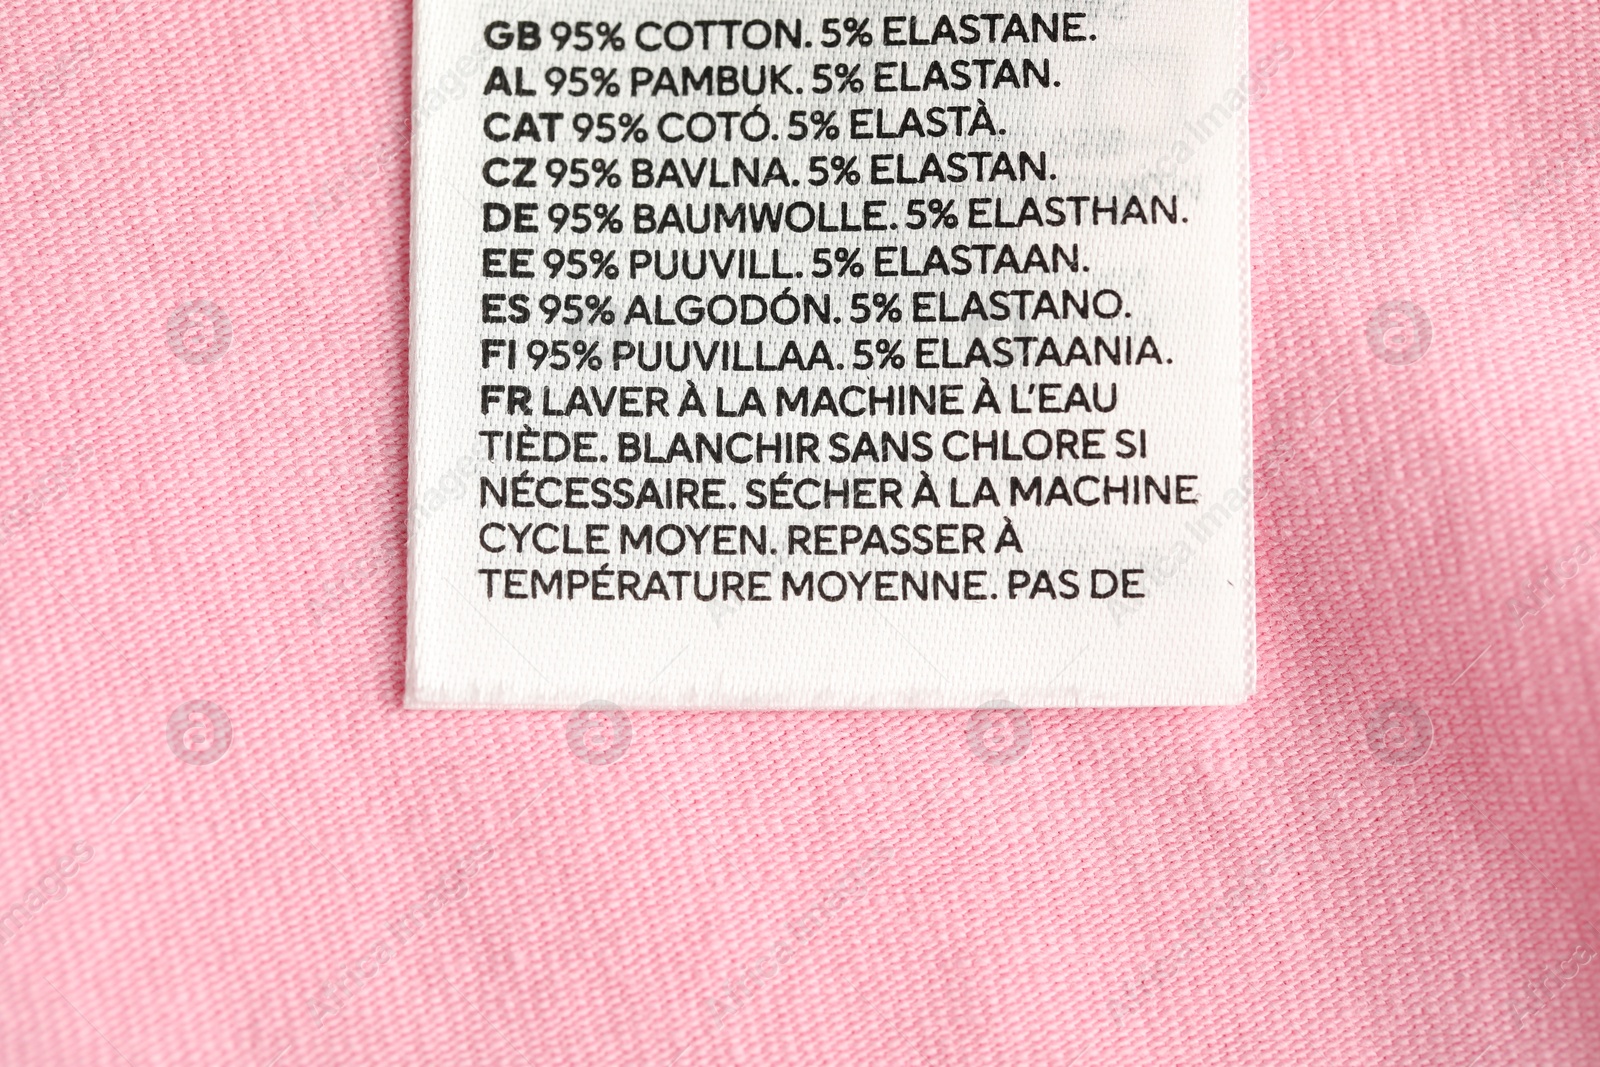 GB 95% COTTON. 5% ELASTANE.
AL 95% PAMBUK. 5% ELASTAN.
CAT 95% COTÓ. 5% ELASTÀ.
CZ 95% BAVLNA. 5% ELASTAN.
DE 95% BAUMWOLLE. 5% ELASTHAN.
EE 95% PUUVILL. 5% ELASTAAN.
ES 95% ALGODÓN. 5% ELASTANO.
FI 95% PUUVILLAA. 5% ELASTAANIA.
FR LAVER À LA MACHINE À L'EAU
TIÈDE. BLANCHIR SANS CHLORE SI
NÉCESSAIRE. SÉCHER À LA MACHINE
CYCLE MOYEN. REPASSER À
TEMPÉRATURE MOYENNE. PAS DE